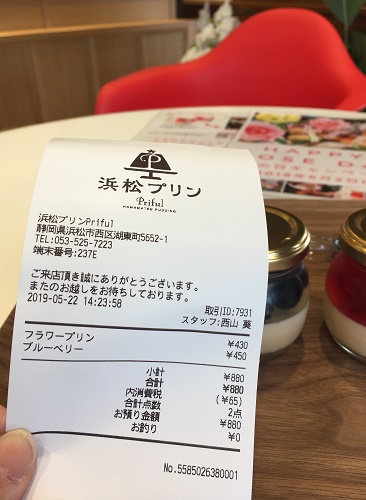 浜松プリン
Priful
HAMAMATSU PUDDING
浜松プリンPriful
静岡県浜松市西区湖東町5652-1
TEL:053-525-7223
端末番号:237E
ご来店頂き誠にありがとうございます。
またのお越しをお待ちしております。
2019-05-22 14:23:58
取引ID:7931
スタッフ:西山 葵
フラワープリン ¥430
ブルーベリー ¥450
小計 ¥880
合計 ¥880
内消費税 (¥65)
合計点数 2点
お預り金額 ¥880
お釣り ¥0
No.5585026380001